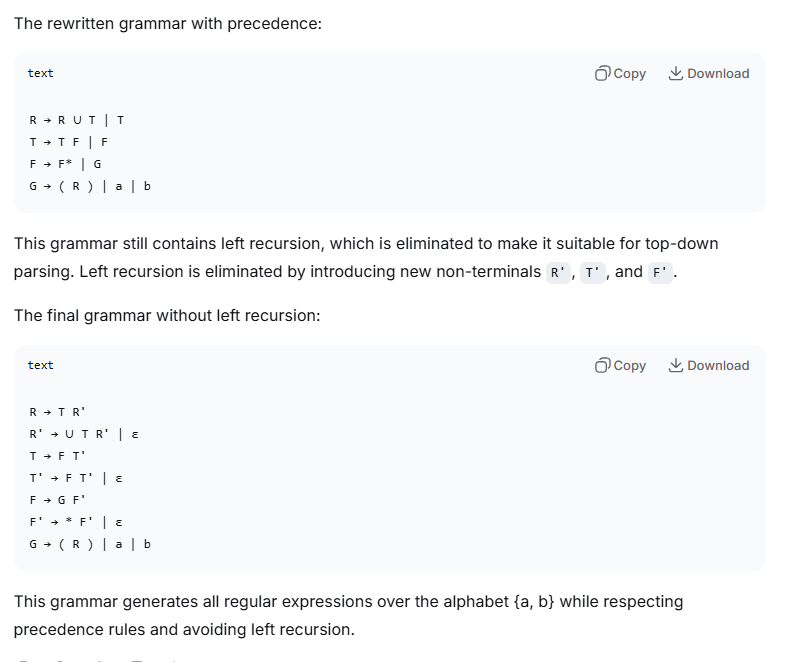 The rewritten grammar with precedence:
text Copy Download
R → R ∪ T | T
T → T F | F
F → F* | G
G → ( R ) | a | b
This grammar still contains left recursion, which is eliminated to make it suitable for top-down
parsing. Left recursion is eliminated by introducing new non-terminals R' , T' , and F' .
The final grammar without left recursion:
text Copy Download
R → T R'
R' → ∪ T R' | ε
T → F T'
T' → F T' | ε
F → G F'
F' → * F' | ε
G → ( R ) | a | b
This grammar generates all regular expressions over the alphabet {a, b} while respecting
precedence rules and avoiding left recursion.